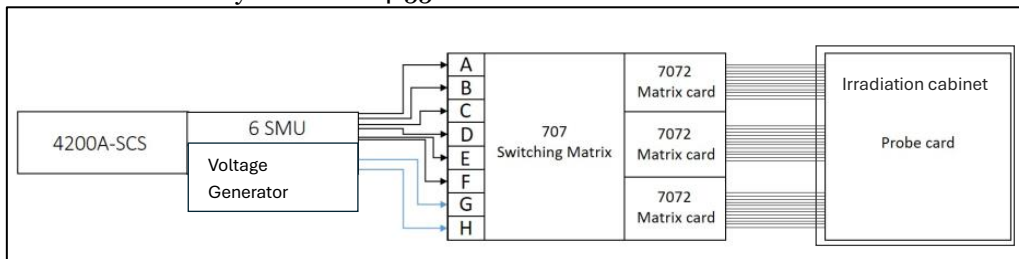 4200A-SCS
6 SMU
Voltage
Generator
A
B
C
D
E
F
G
H
707
Switching Matrix
7072
Matrix card
7072
Matrix card
7072
Matrix card
Irradiation cabinet
Probe card